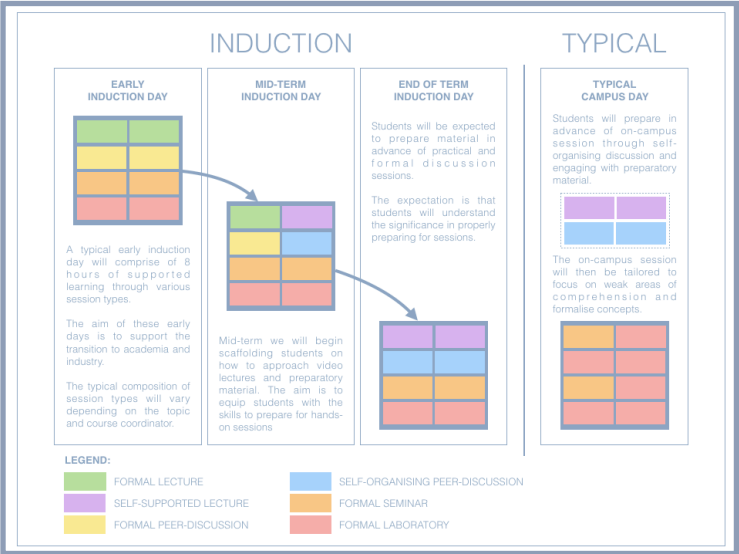 INDUCTION
TYPICAL
EARLY
INDUCTION DAY
A typical early induction
day will comprise of 8
hours of supported
learning through various
session types.
The aim of these early
days is to support the
transition to academia and
industry.
The typical composition of
session types will vary
depending on the topic
and course coordinator.
MID-TERM
INDUCTION DAY
Mid-term we will begin
scaffolding students on
how to approach video
lectures and preparatory
material. The aim is to
equip students with the
skills to prepare for hands-
on sessions
END OF TERM
INDUCTION DAY
Students will be expected
to prepare material in
advance of practical and
formal discussion
sessions.
The expectation is that
students will understand
the significance in properly
preparing for sessions.
TYPICAL
CAMPUS DAY
Students will prepare in
advance of on-campus
session through self-
organising discussion and
engaging with preparatory
material.
The on-campus session
will then be tailored to
focus on weak areas of
comprehension and
formalise concepts.
LEGEND:
FORMAL LECTURE
SELF-SUPPORTED LECTURE
FORMAL PEER-DISCUSSION
SELF-ORGANISING PEER-DISCUSSION
FORMAL SEMINAR
FORMAL LABORATORY